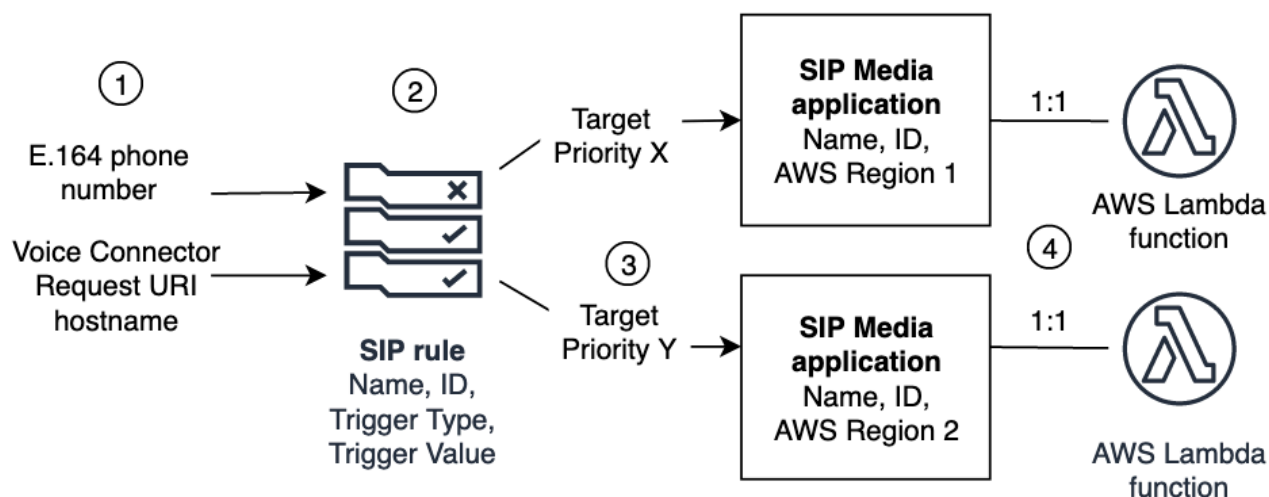 1
E.164 phone
number
Voice Connector
Request URI
hostname
2
SIP rule
Name, ID,
Trigger Type,
Trigger Value
Target
Priority X
3
Target
Priority Y
SIP Media
application
Name, ID,
AWS Region 1
SIP Media
application
Name, ID,
AWS Region 2
1:1
AWS Lambda
function
4
1:1
AWS Lambda
function